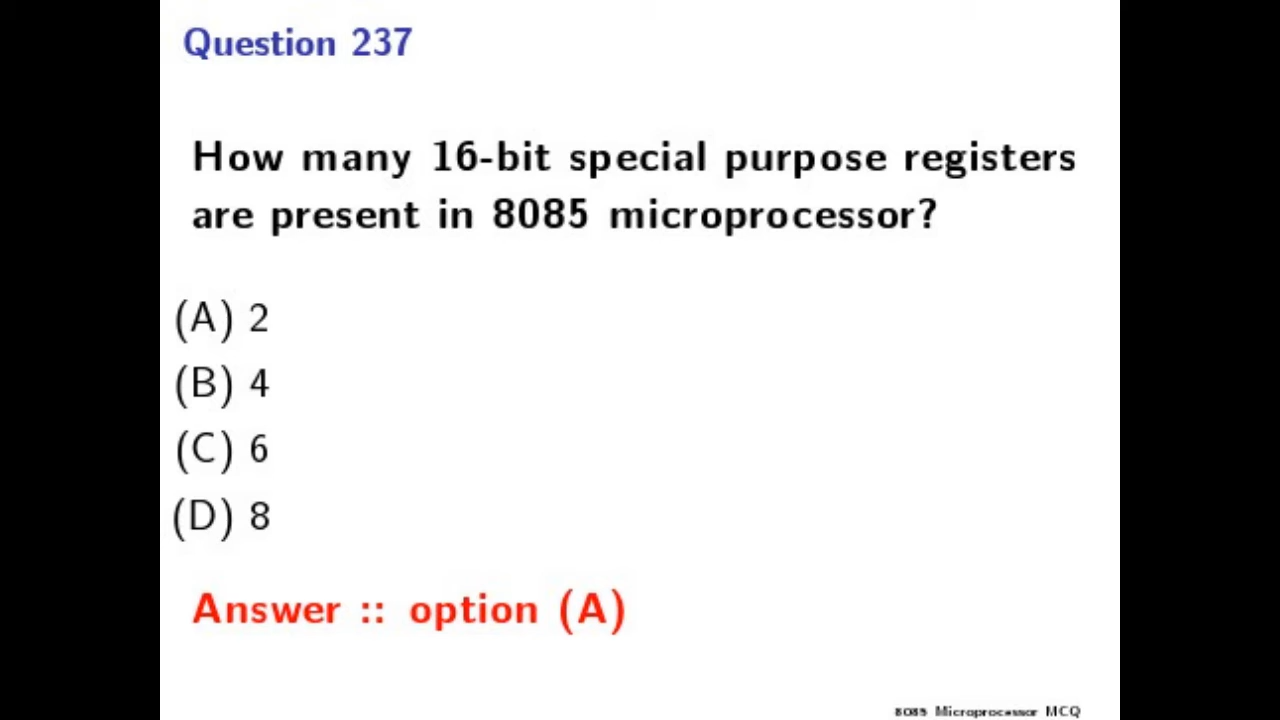 Question 237
How many 16-bit special purpose registers
are present in 8085 microprocessor?
(A) 2
(B) 4
(C) 6
(D) 8
Answer :: option (A)
8085 Microprocessor MCQ